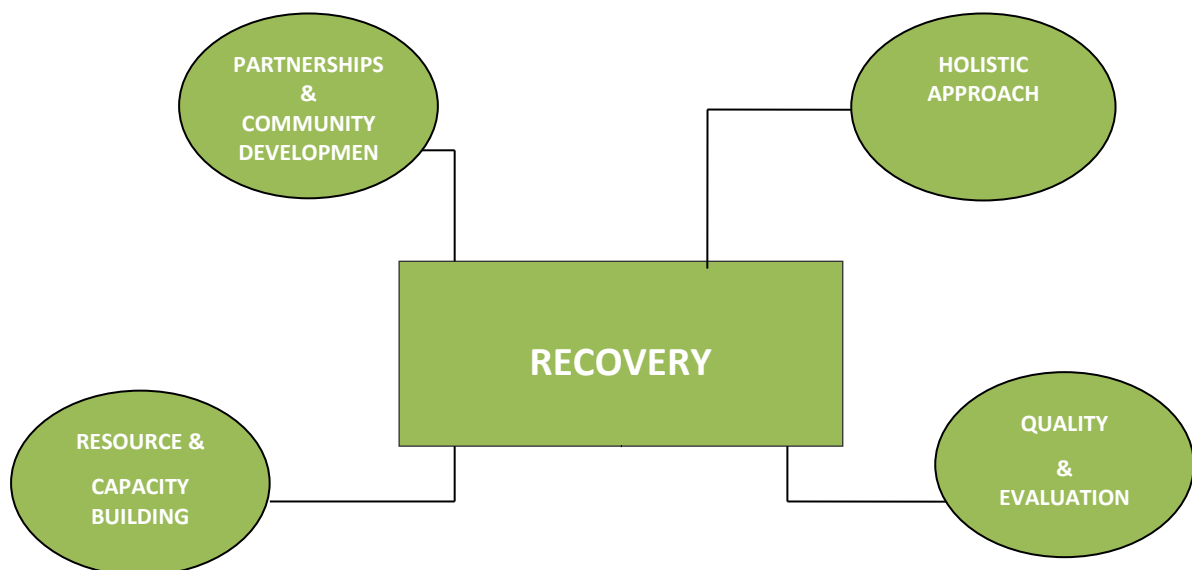 PARTNERSHIPS
&
COMMUNITY
DEVELOPMEN
HOLISTIC
APPROACH
RECOVERY
RESOURCE &
CAPACITY
BUILDING
QUALITY
&
EVALUATION